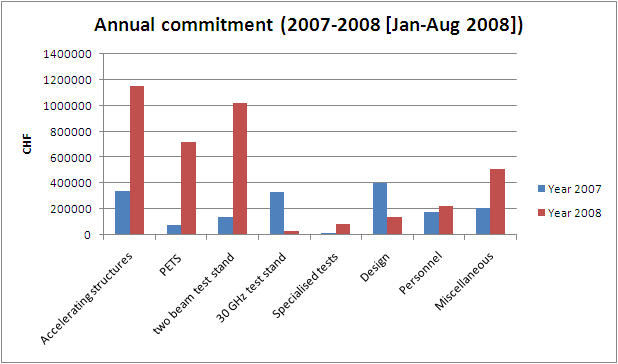 Annual commitment (2007-2008 [Jan-Aug 2008])
CHF
1400000
1200000
1000000
800000
600000
400000
200000
0
Accelerating structures
PETS
two beam test stand
30 GHz test stand
Specialised tests
Design
Personnel
Miscellaneous
Year 2007
Year 2008